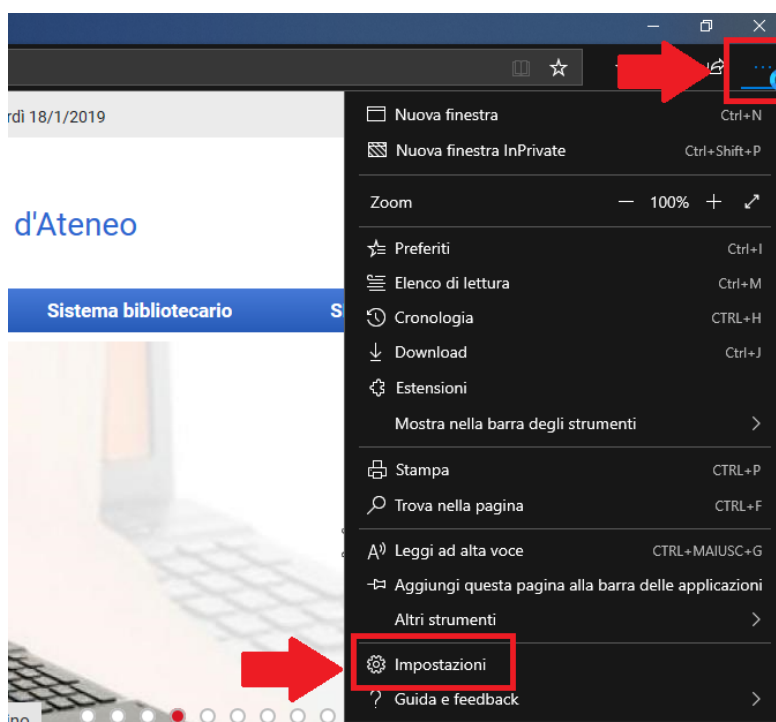 rdì 18/1/2019
d'Ateneo
Sistema bibliotecario S
Nuova finestra Ctrl+N
Nuova finestra InPrivate Ctrl+Shift+P
Zoom — 100% +
Preferiti Ctrl+I
Elenco di lettura Ctrl+M
Cronologia CTRL+H
Download Ctrl+J
Estensioni
Mostra nella barra degli strumenti
Stampa CTRL+P
Trova nella pagina CTRL+F
Leggi ad alta voce CTRL+MAIUSC+G
Aggiungi questa pagina alla barra delle applicazioni
Altri strumenti
Impostazioni
Guida e feedback
ino